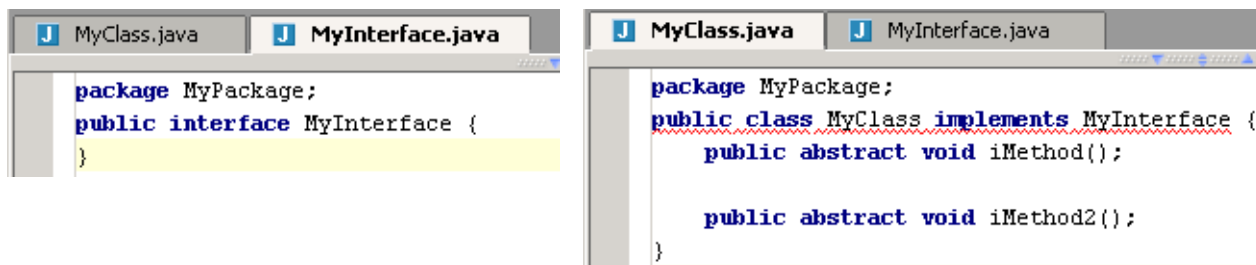 MyClass.java
MyInterface.java
package MyPackage;
public interface MyInterface {
}
MyClass.java
MyInterface.java
package MyPackage;
public class MyClass implements MyInterface {
public abstract void iMethod();
public abstract void iMethod2();
}